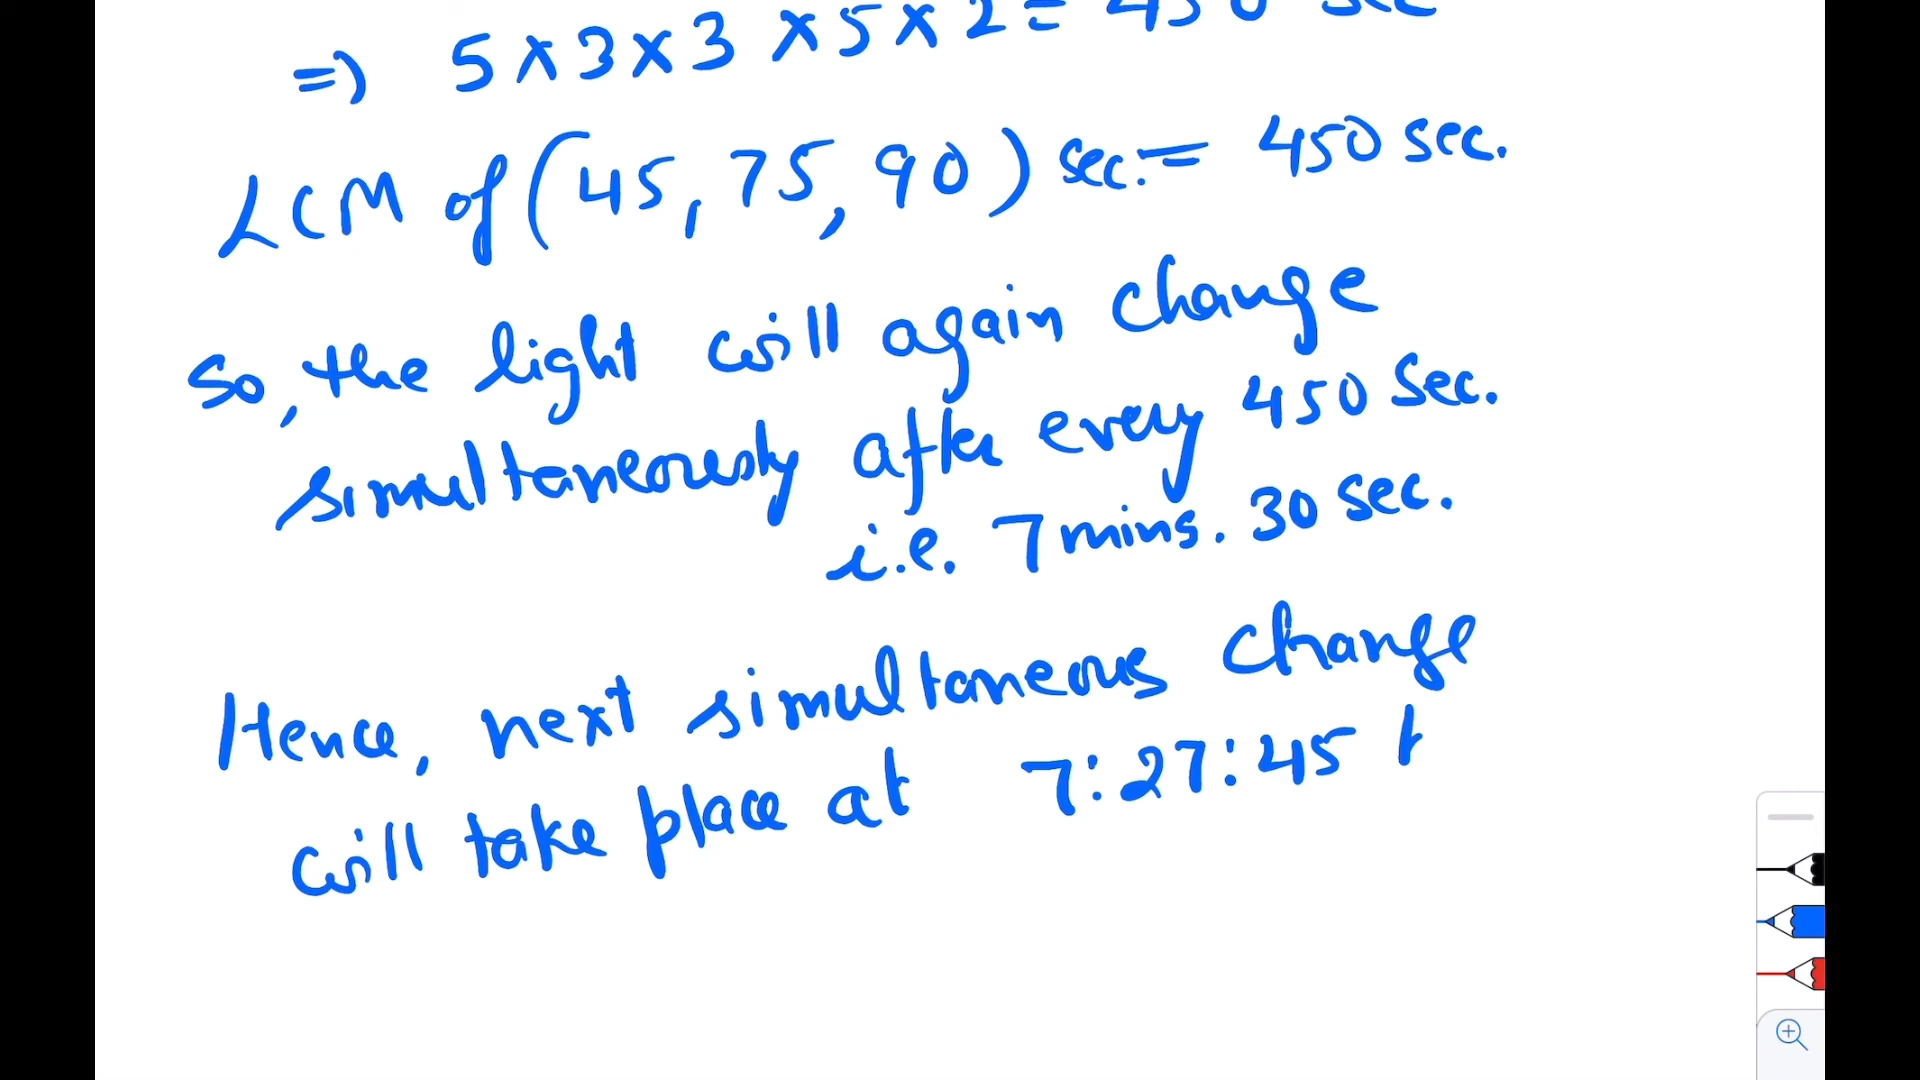 => 5 x 3 x 3 x 5 x 2 = 450 sec
LCM of (45, 75, 90) sec. = 450 sec.
So, the light will again change
simultaneously after every 450 Sec.
i.e. 7 mins. 30 sec.
Hence, next simultaneous change
will take place at 7:27:45